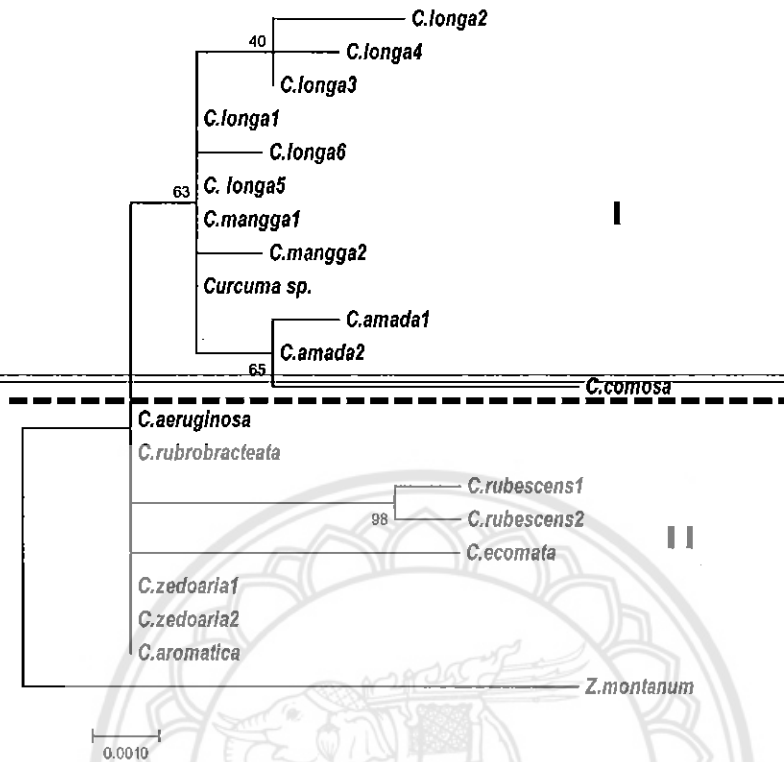 C.longa2
40
C.longa4
C.longa3
C.longa1
C.longa6
C. longa5
63
C.mangga1
I
C.mangga2
Curcuma sp.
C.amada1
C.amada2
65
C.comosa
C.aeruginosa
C.rubrobracteata
C.rubescens1
98
C.rubescens2
II
C.ecomata
C.zedoaria1
C.zedoaria2
C.aromatica
Z.montanum
0.0010